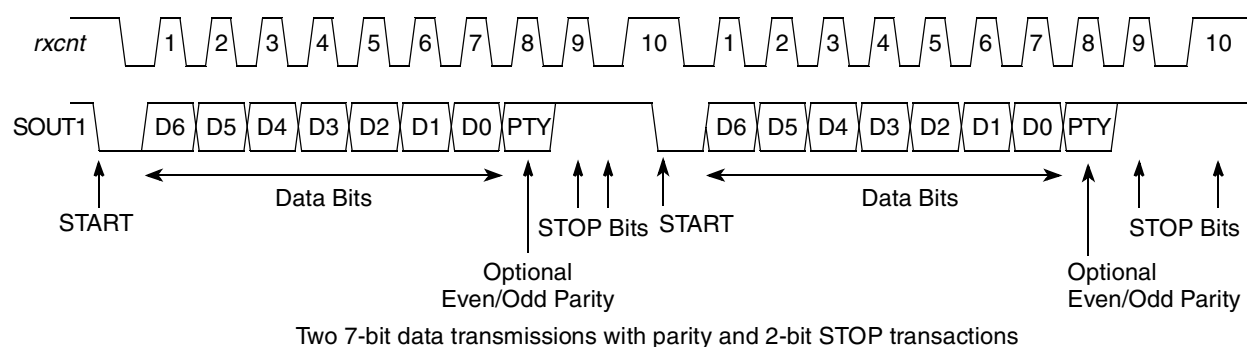 rxcnt 1 2 3 4 5 6 7 8 9 10 1 2 3 4 5 6 7 8 9 10
SOUT1 D6 D5 D4 D3 D2 D1 D0 PTY D6 D5 D4 D3 D2 D1 D0 PTY
Data Bits Data Bits
START STOP Bits START STOP Bits
Optional Optional
Even/Odd Parity Even/Odd Parity
Two 7-bit data transmissions with parity and 2-bit STOP transactions